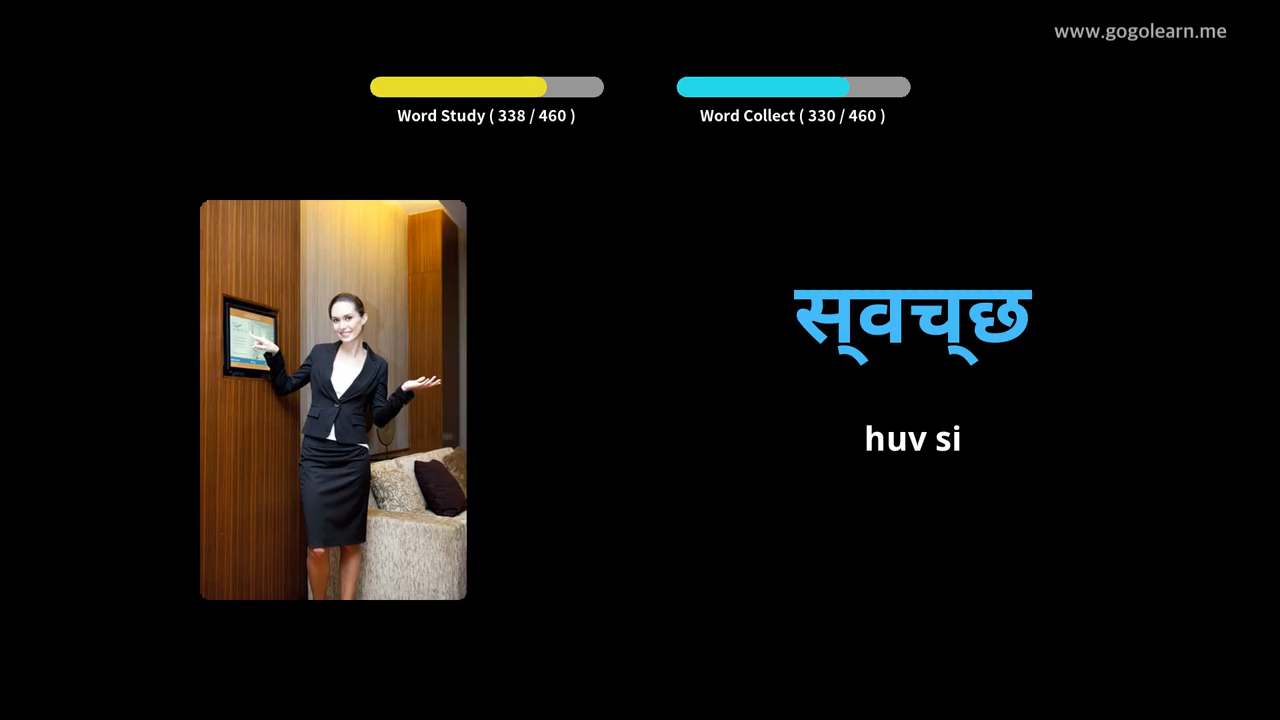 www.gogolearn.me
Word Study ( 338 / 460 )
Word Collect ( 330 / 460 )
स्‌वच्‌छ
huv si